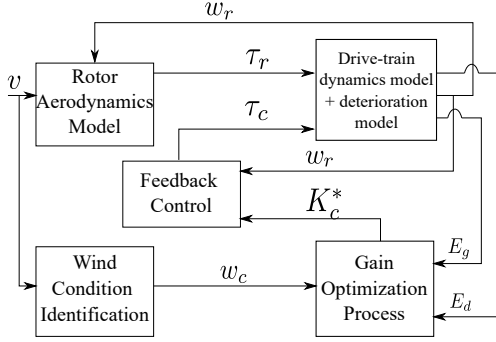 w_r
v
Rotor
Aerodynamics
Model
τ_r
τ_c
Drive-train
dynamics model
+ deterioration
model
w_r
Feedback
Control
K_c^*
Wind
Condition
Identification
w_c
Gain
Optimization
Process
E_g
E_d